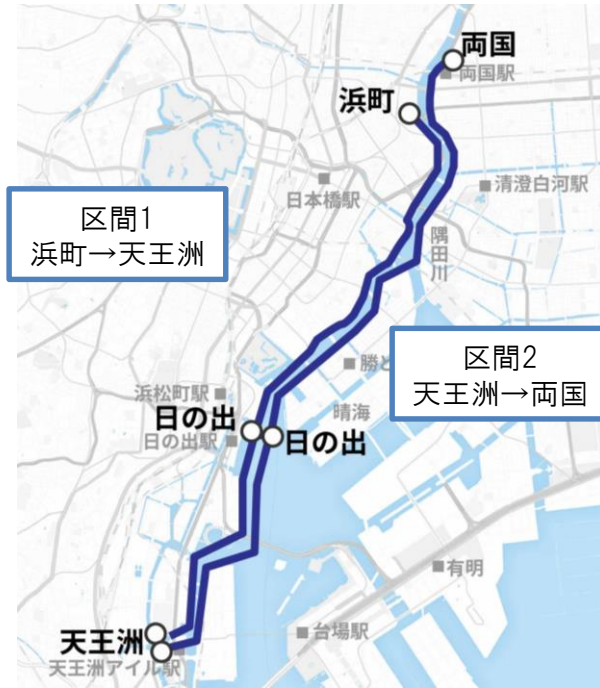 両国
両国駅
浜町
清澄白河駅
日本橋駅
区間1
浜町→天王洲
隅田川
区間2
天王洲→両国
勝と
浜松町駅
晴海
日の出
日の出駅
日の出
有明
台場駅
天王洲
天王洲アイル駅